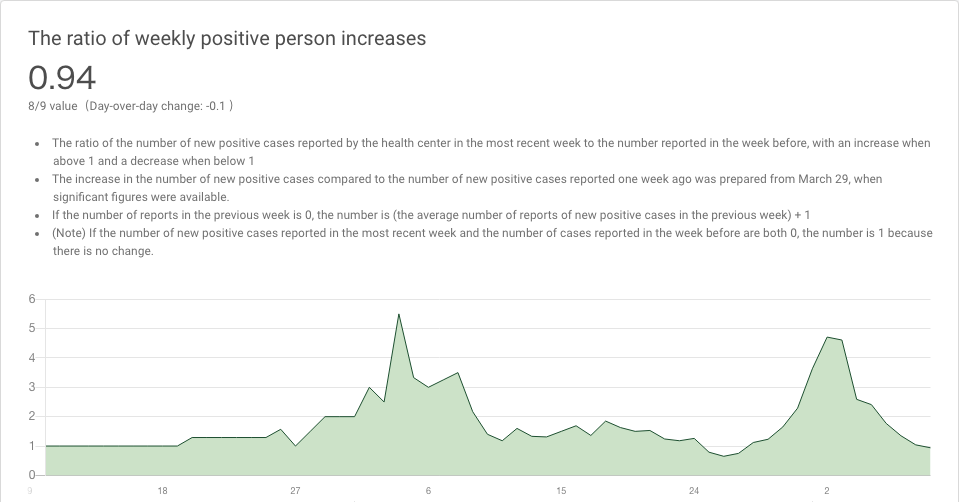 The ratio of weekly positive person increases
0.94
8/9 value （Day-over-day change: -0.1 ）
• The ratio of the number of new positive cases reported by the health center in the most recent week to the number reported in the week before, with an increase when
above 1 and a decrease when below 1
• The increase in the number of new positive cases compared to the number of new positive cases reported one week ago was prepared from March 29, when
significant figures were available.
• If the number of reports in the previous week is 0, the number is (the average number of reports of new positive cases in the previous week) + 1
• (Note) If the number of new positive cases reported in the most recent week and the number of cases reported in the week before are both 0, the number is 1 because
there is no change.
6
5
4
3
2
1
0
9 18 27 6 15 24 2